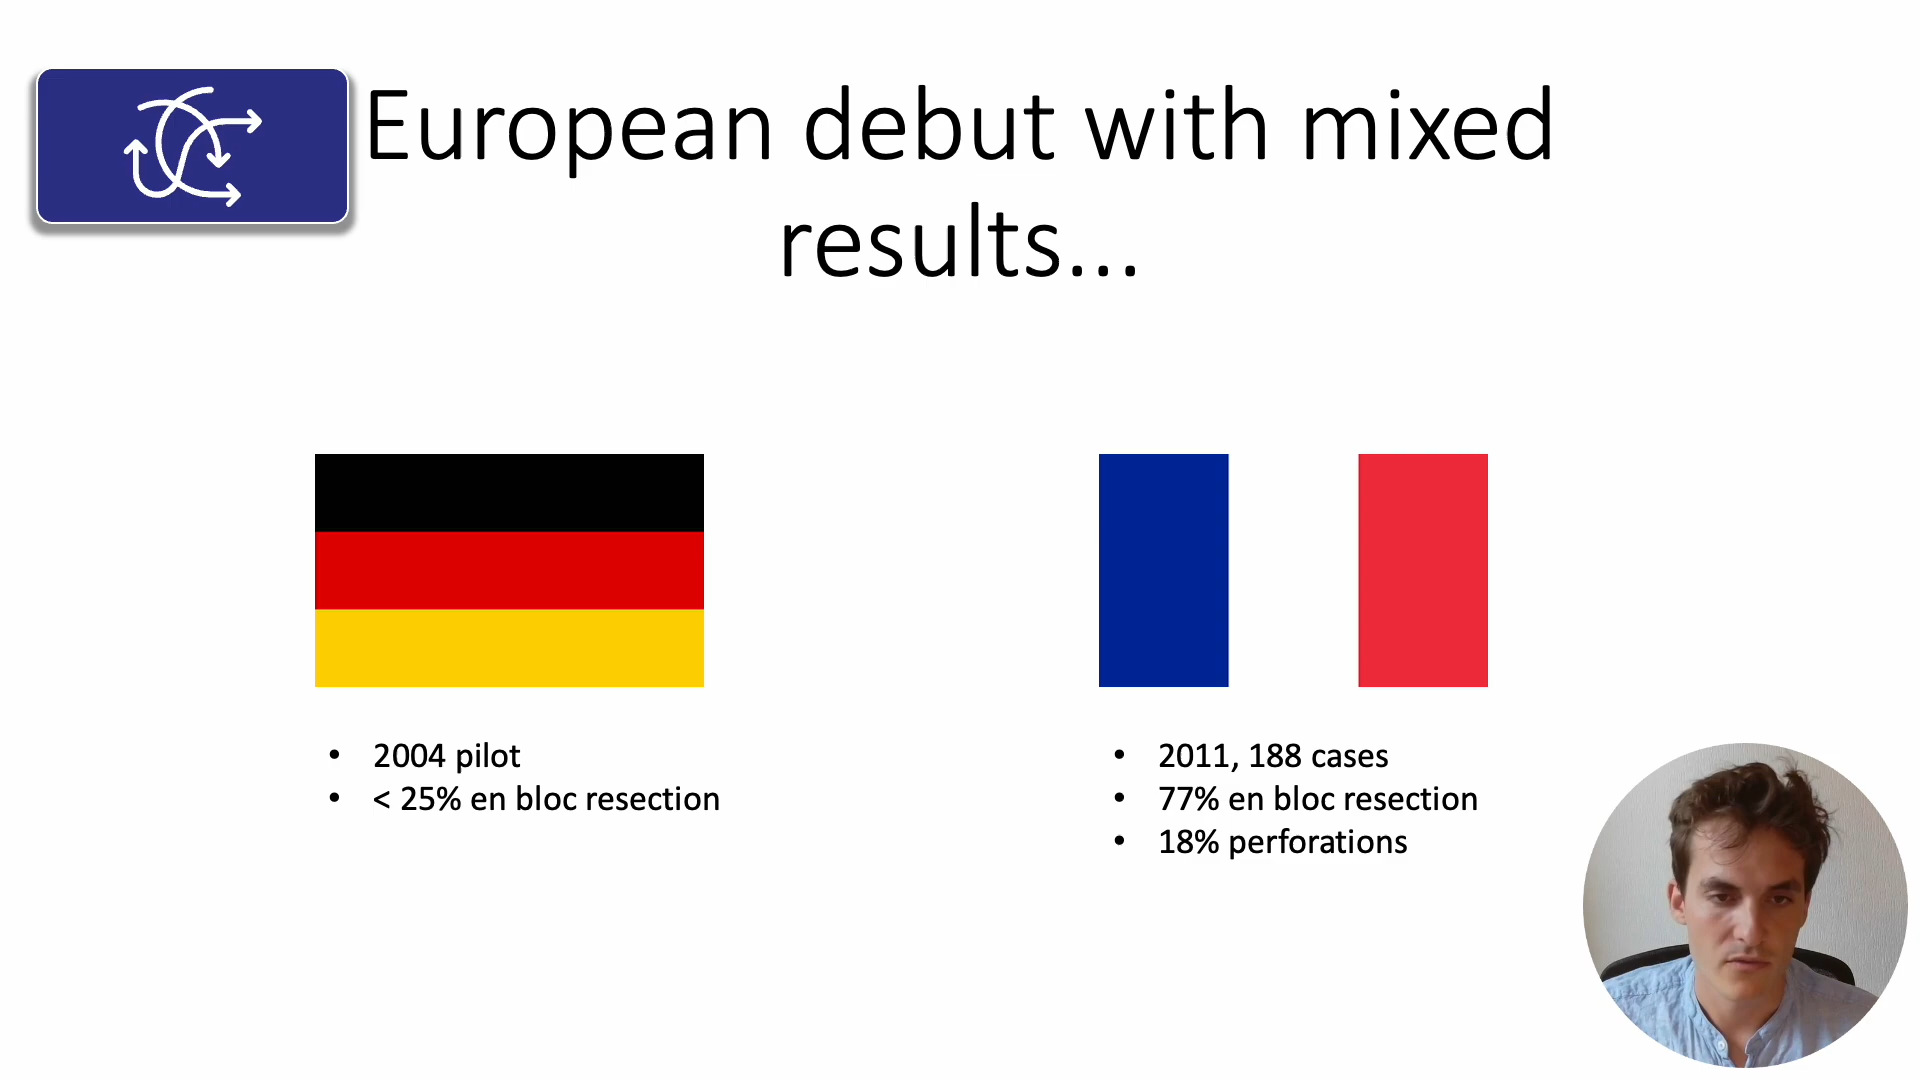 European debut with mixed
results...
• 2004 pilot
• < 25% en bloc resection
• 2011, 188 cases
• 77% en bloc resection
• 18% perforations